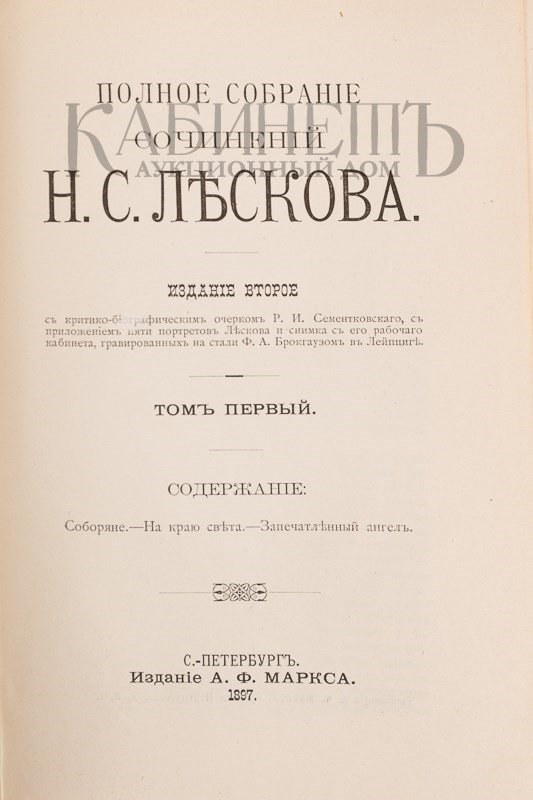 ПОЛНОЕ СОБРАНІЕ
КАБИНЕТЪ
СОЧИНЕНІЙ
АУКЦИОННЫЙ ДОМ
Н. С. ЛѢСКОВА.
ИЗДАНІЕ ВТОРОЕ
съ критико-біографическимъ очеркомъ Р. И. Сементковскаго, съ
приложеніемъ пяти портретовъ Лѣскова и снимка съ его рабочаго
кабинета, гравированныхъ на стали Ф. А. Брокгаузомъ въ Лейпцигѣ.
ТОМЪ ПЕРВЫЙ.
СОДЕРЖАНІЕ:
Соборяне.—На краю свѣта.—Запечатлѣнный ангелъ.
С.-ПЕТЕРБУРГЪ.
Изданіе А. Ф. МАРКСА.
1897.